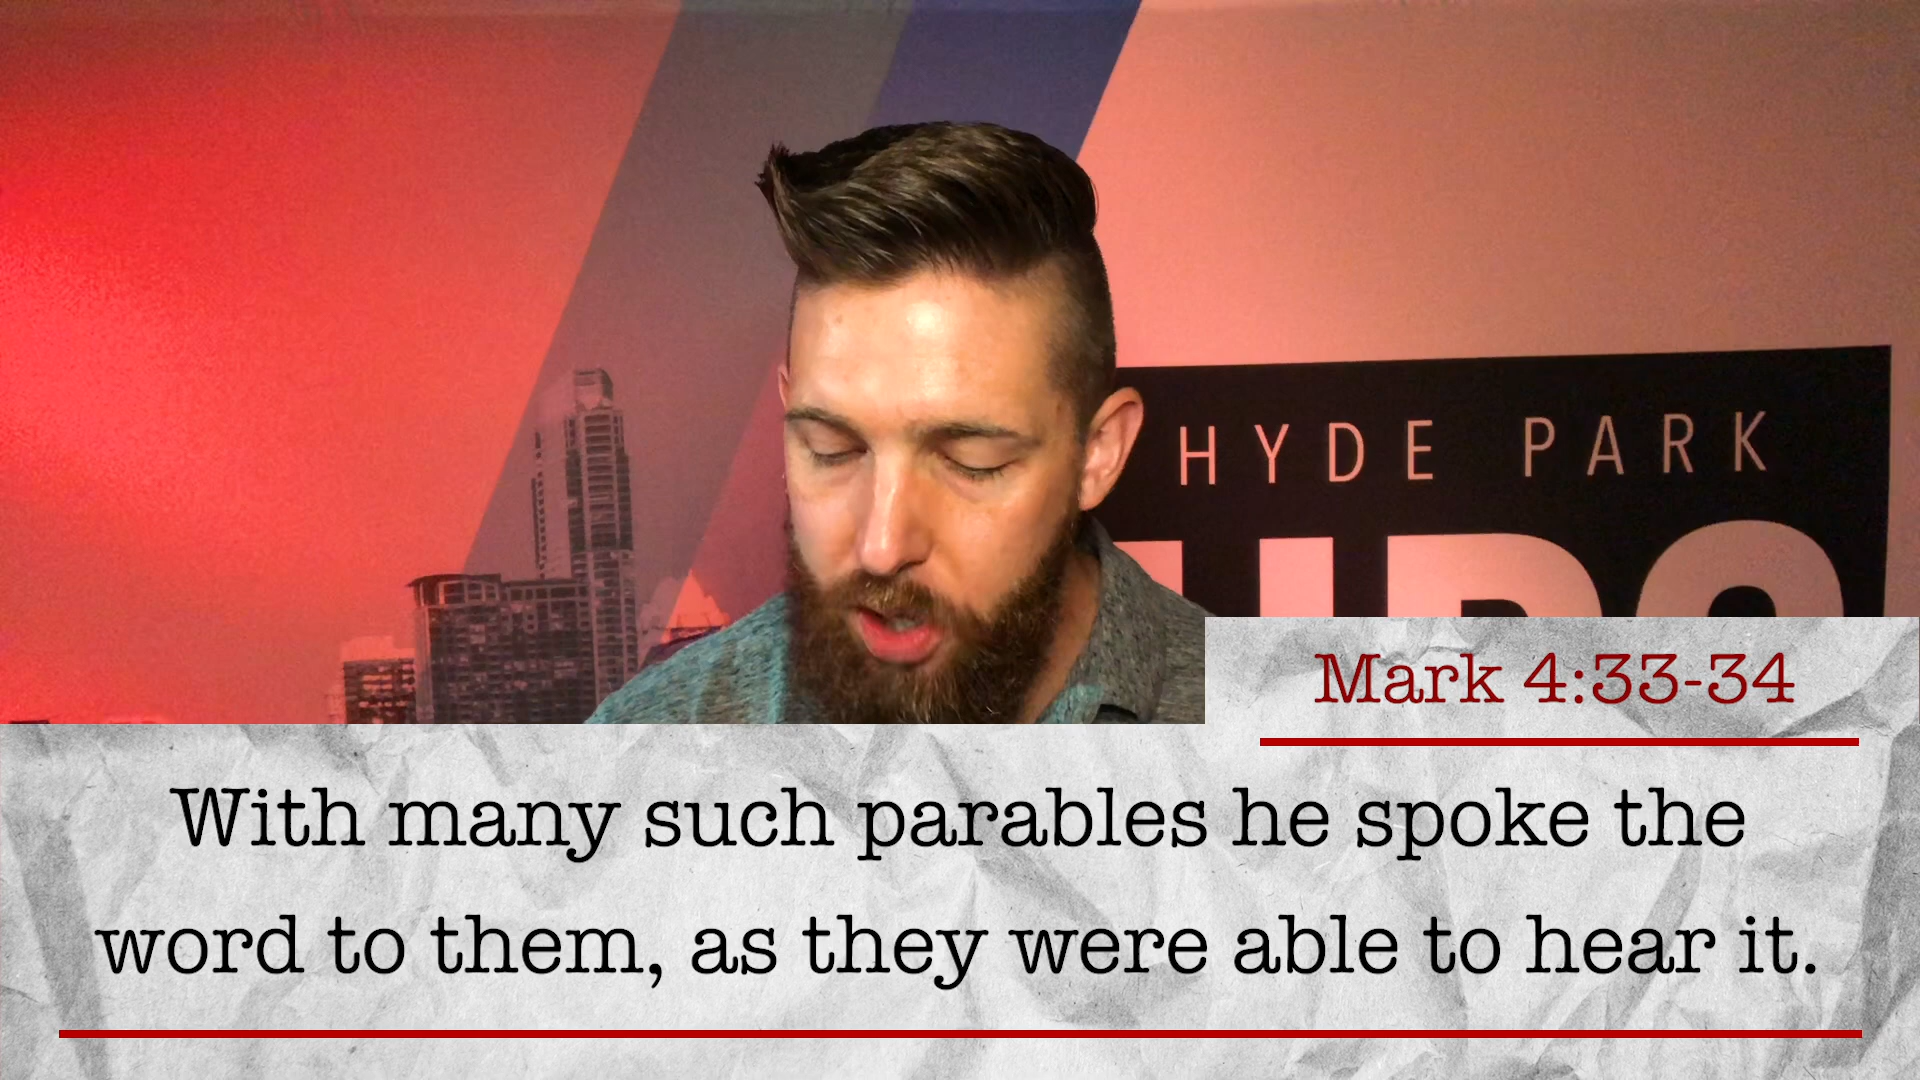 HYDE PARK
Mark 4:33-34
With many such parables he spoke the
word to them, as they were able to hear it.